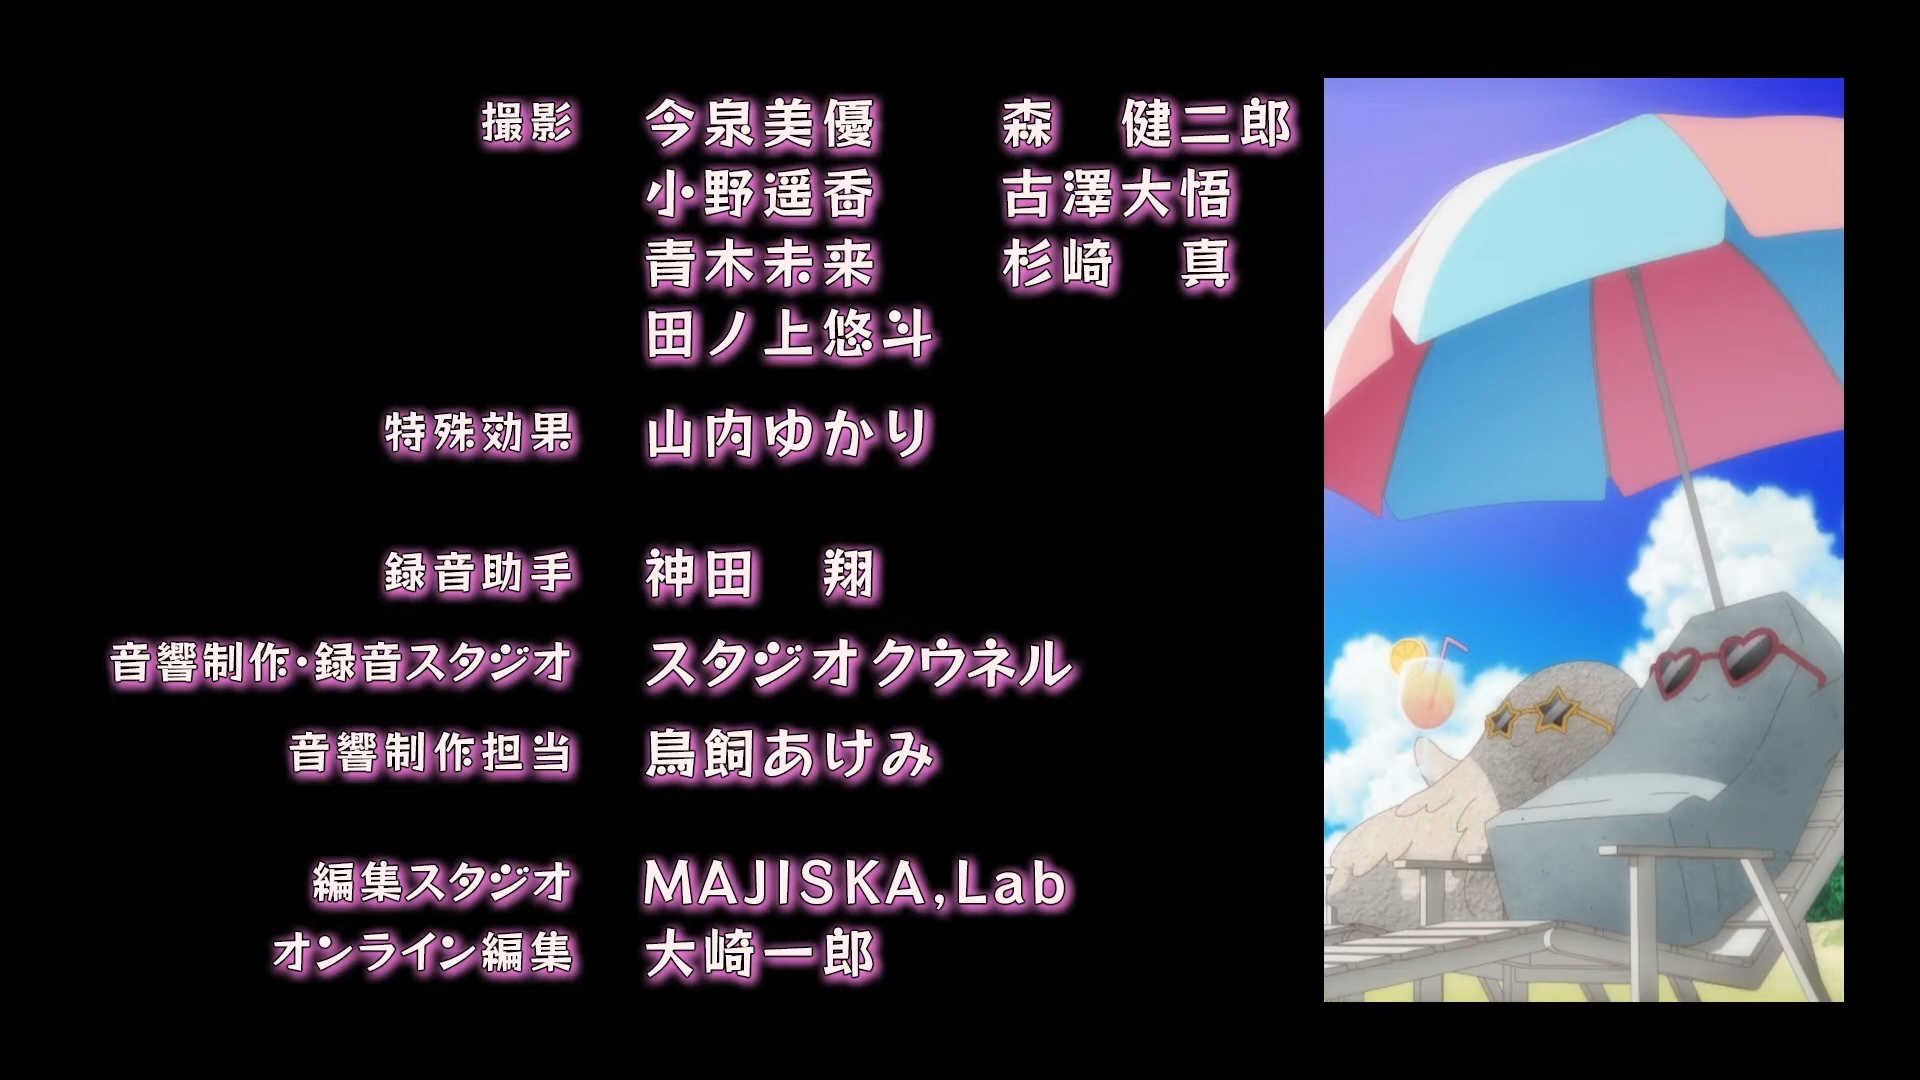 撮影 今泉美優 森　健二郎
小野遥香 古澤大悟
青木未来 杉崎　真
田ノ上悠斗
特殊効果 山内ゆかり
録音助手 神田　翔
音響制作・録音スタジオ スタジオクウネル
音響制作担当 鳥飼あけみ
編集スタジオ MAJISKA,Lab
オンライン編集 大崎一郎